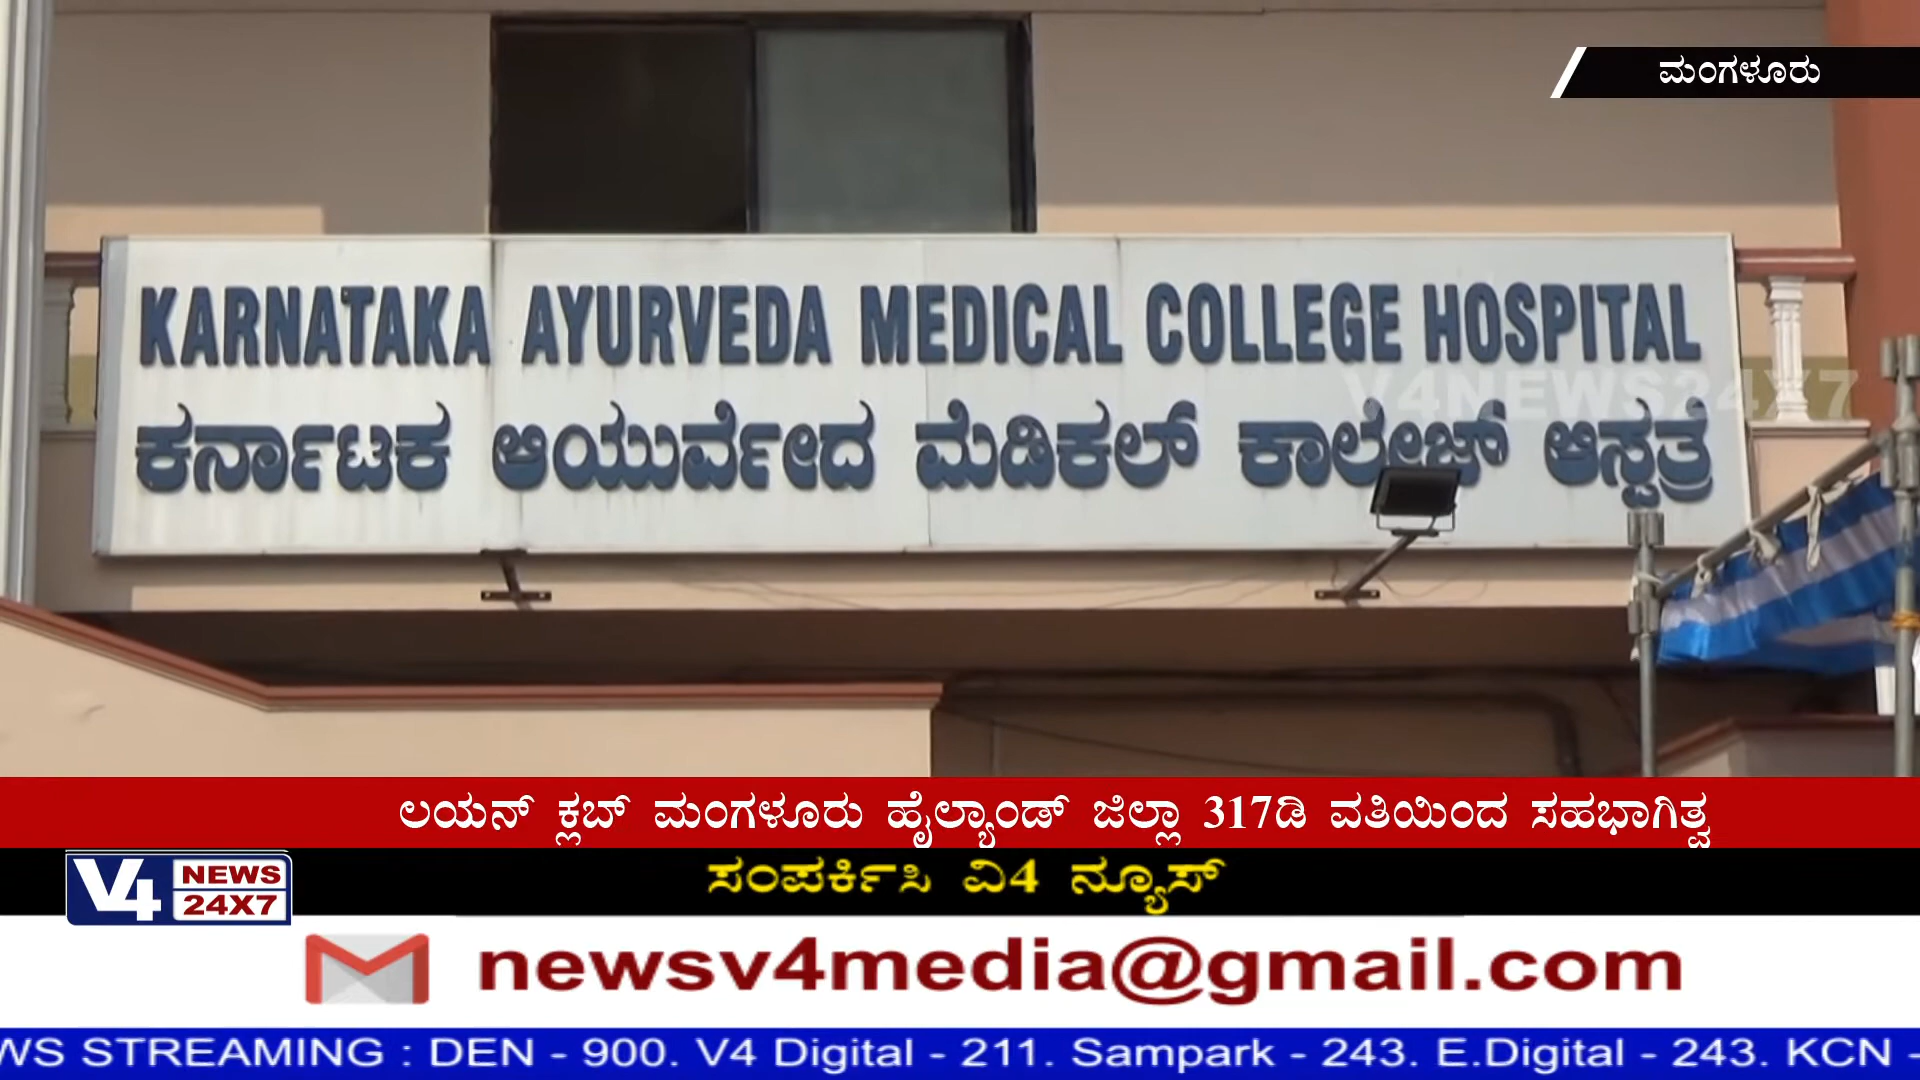 ಮಂಗಳೂರು
KARNATAKA AYURVEDA MEDICAL COLLEGE HOSPITAL
V4NEWS24X7
ಕರ್ನಾಟಕ ಆಯುರ್ವೇದ ಮೆಡಿಕಲ್ ಕಾಲೇಜ್ ಆಸ್ಪತ್ರೆ
ಲಯನ್ ಕ್ಲಬ್ ಮಂಗಳೂರು ಹೈಲ್ಯಾಂಡ್ ಜಿಲ್ಲಾ 317ಡಿ ವತಿಯಿಂದ ಸಹಭಾಗಿತ್ವ
V4 NEWS 24X7
ಸಂಪರ್ಕಿಸಿ ವಿ4 ನ್ಯೂಸ್
newsv4media@gmail.com
WS STREAMING : DEN - 900. V4 Digital - 211. Sampark - 243. E.Digital - 243. KCN -